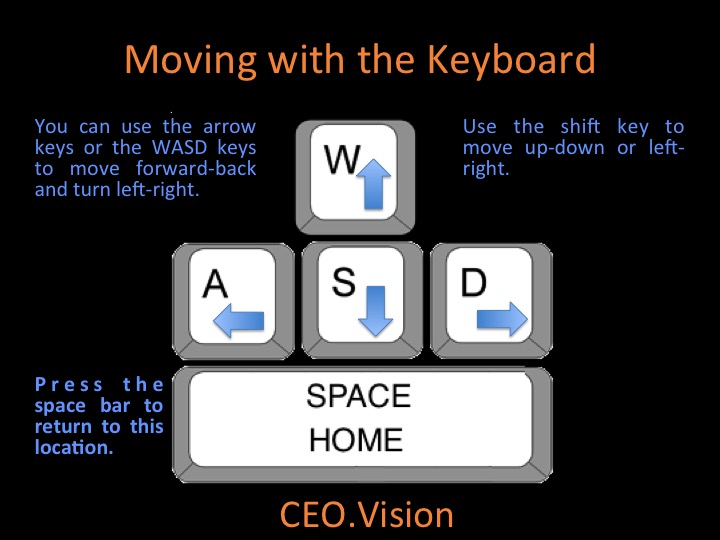 Moving with the Keyboard
You can use the arrow
keys or the WASD keys
to move forward-back
and turn left-right.
Use the shift key to
move up-down or left-
right.
W
A
S
D
Press the
space bar to
return to this
location.
SPACE
HOME
CEO.Vision